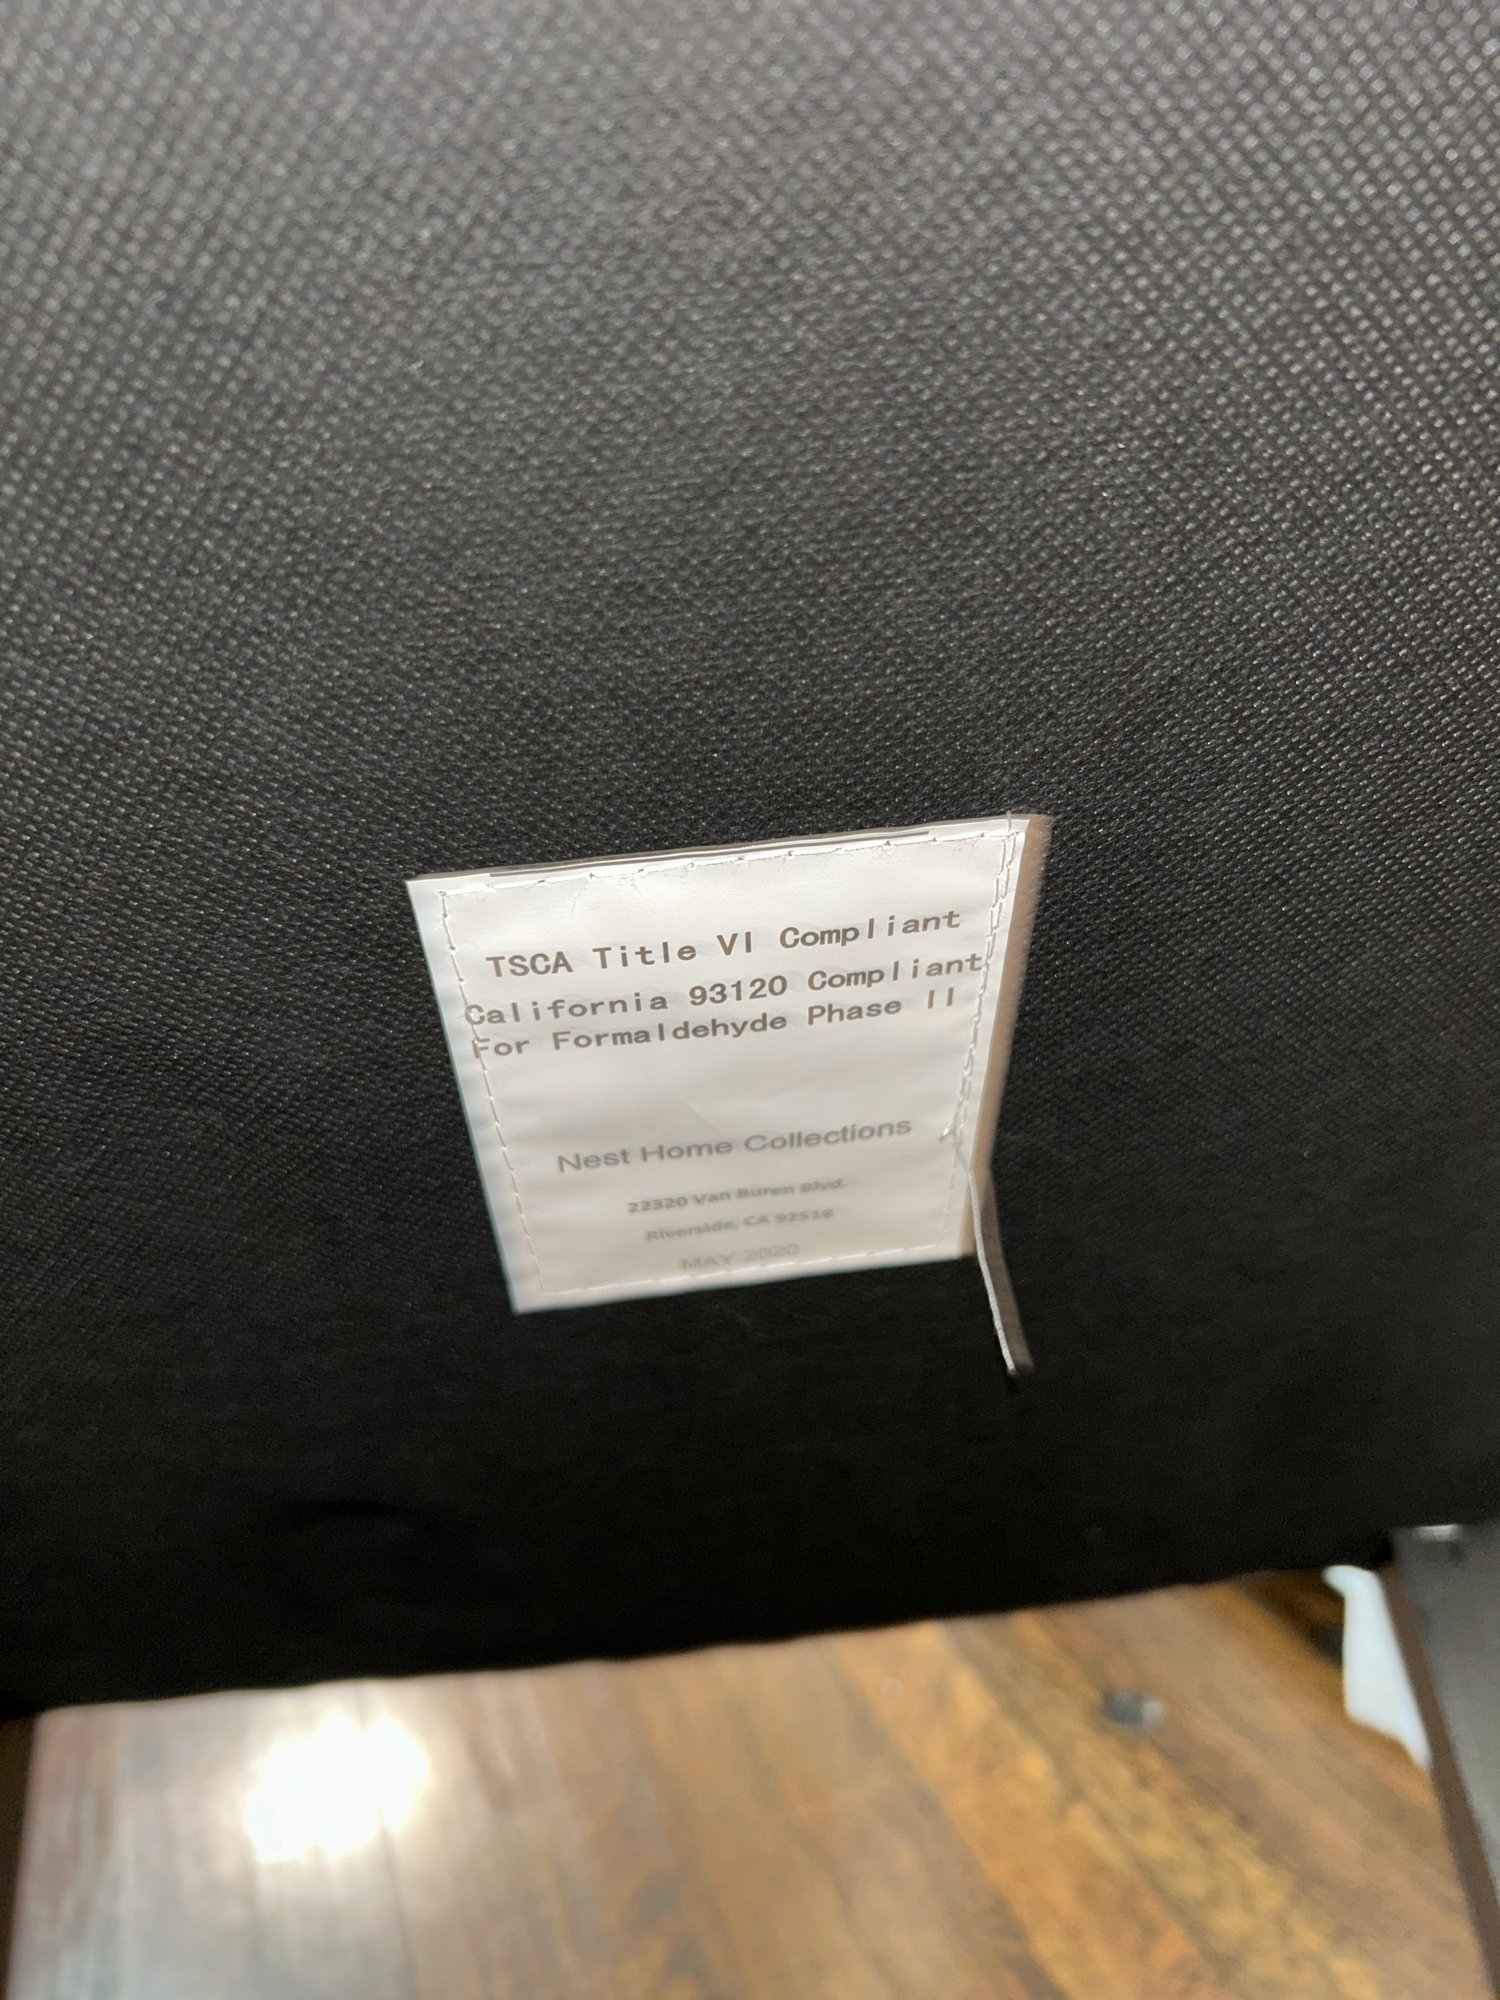 TSCA Title VI Compliant
California 93120 Compliant
For Formaldehyde Phase II
Nest Home Collections
22320 Van Buren Blvd.
Riverside, CA 92518
MAY 2020